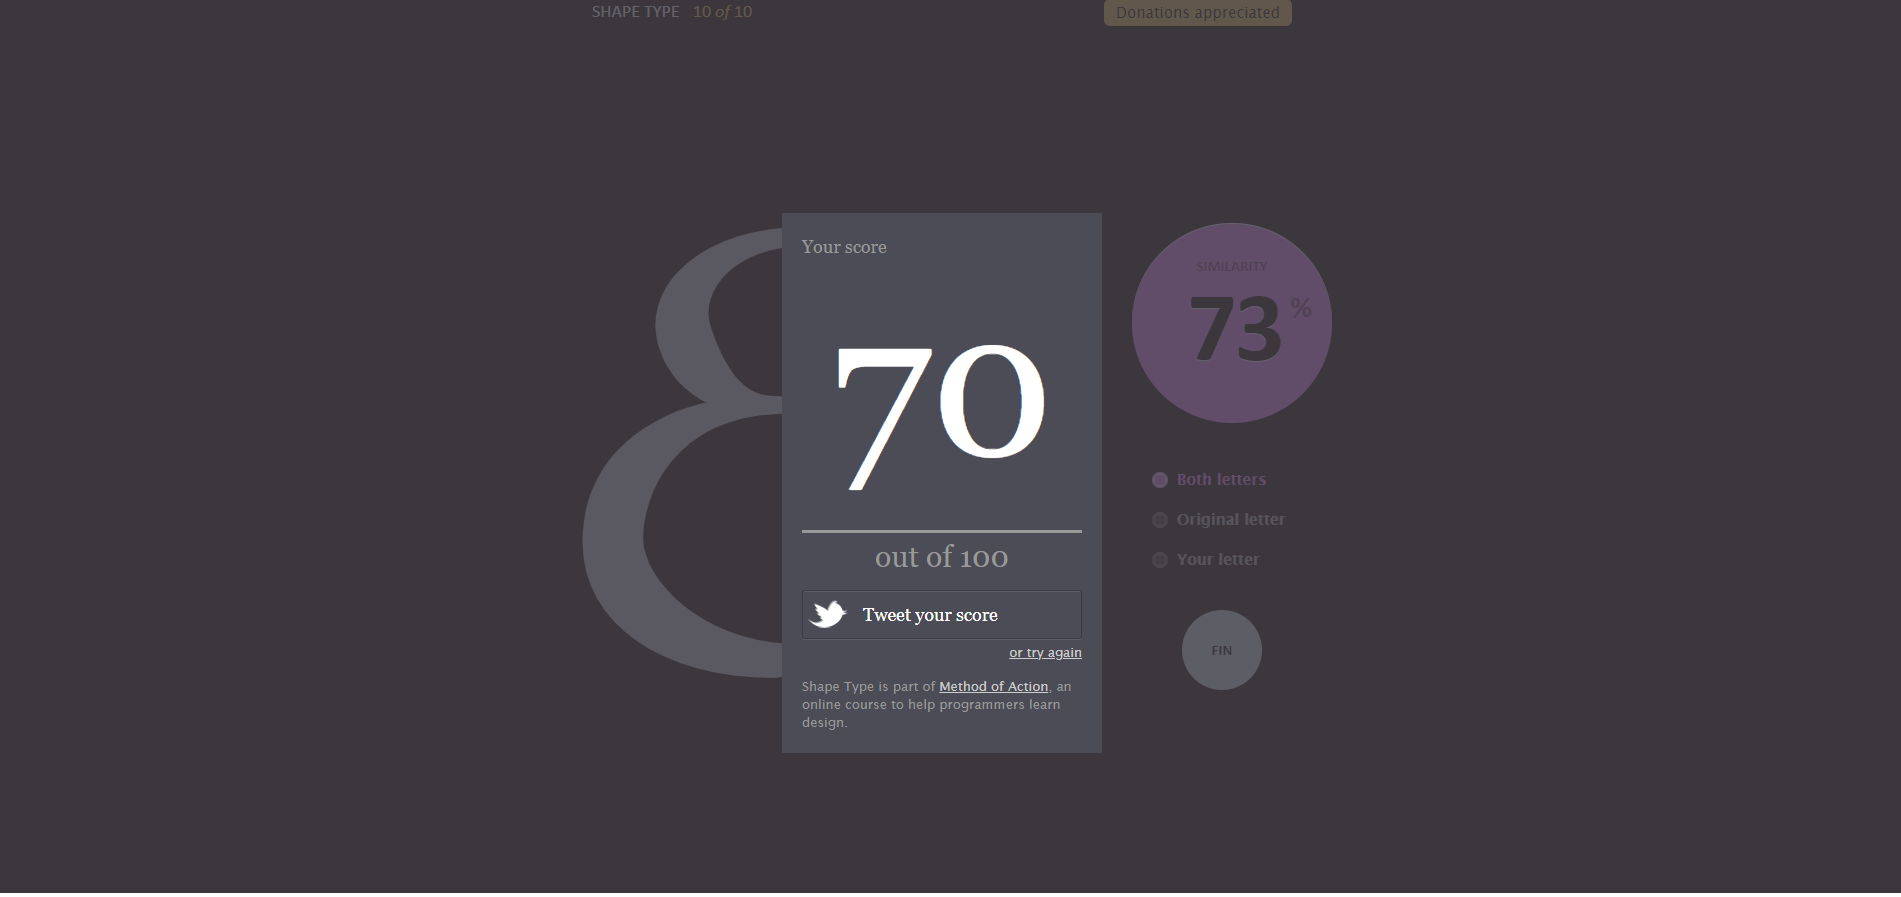 SHAPE TYPE 10 of 10
Donations appreciated
Your score
70
out of 100
Tweet your score
or try again
Shape Type is part of Method of Action, an
online course to help programmers learn
design.
SIMILARITY
73 %
Both letters
Original letter
Your letter
FIN